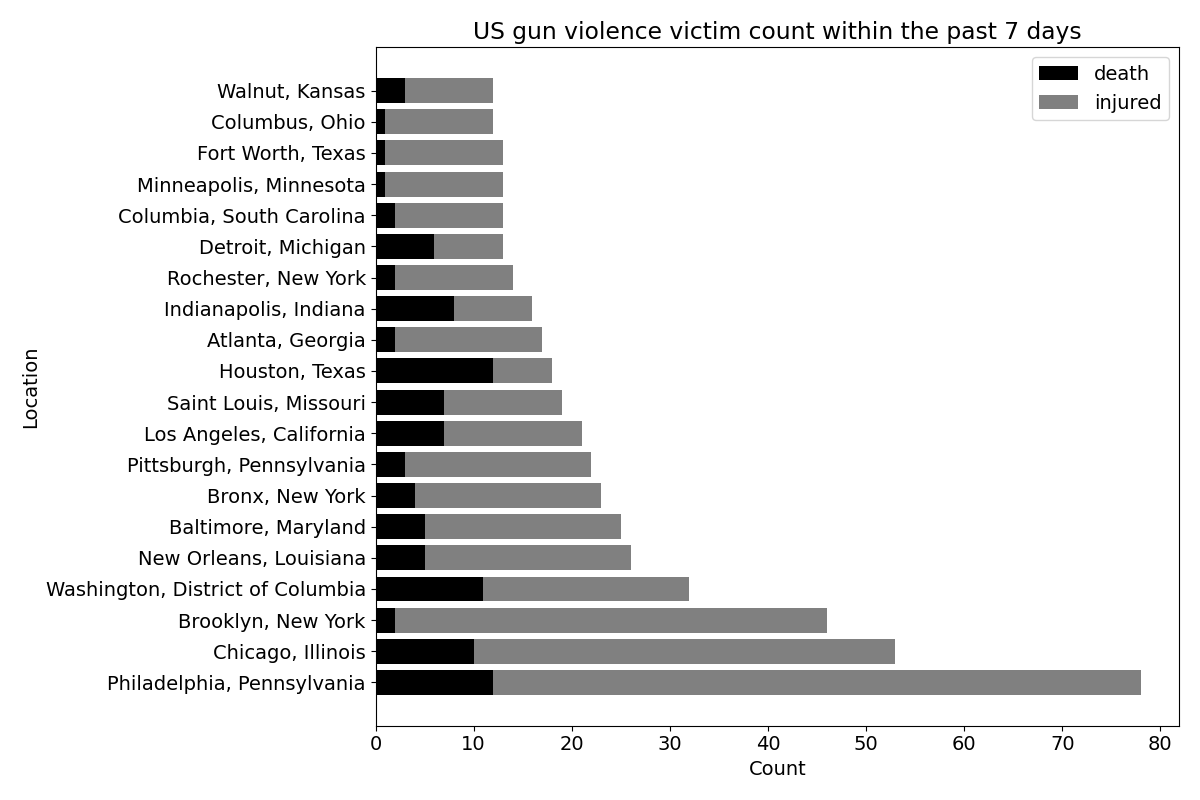 US gun violence victim count within the past 7 days
death
injured
Walnut, Kansas
Columbus, Ohio
Fort Worth, Texas
Minneapolis, Minnesota
Columbia, South Carolina
Detroit, Michigan
Rochester, New York
Indianapolis, Indiana
Atlanta, Georgia
Houston, Texas
Saint Louis, Missouri
Los Angeles, California
Pittsburgh, Pennsylvania
Bronx, New York
Baltimore, Maryland
New Orleans, Louisiana
Washington, District of Columbia
Brooklyn, New York
Chicago, Illinois
Philadelphia, Pennsylvania
Location
0 10 20 30 40 50 60 70 80
Count